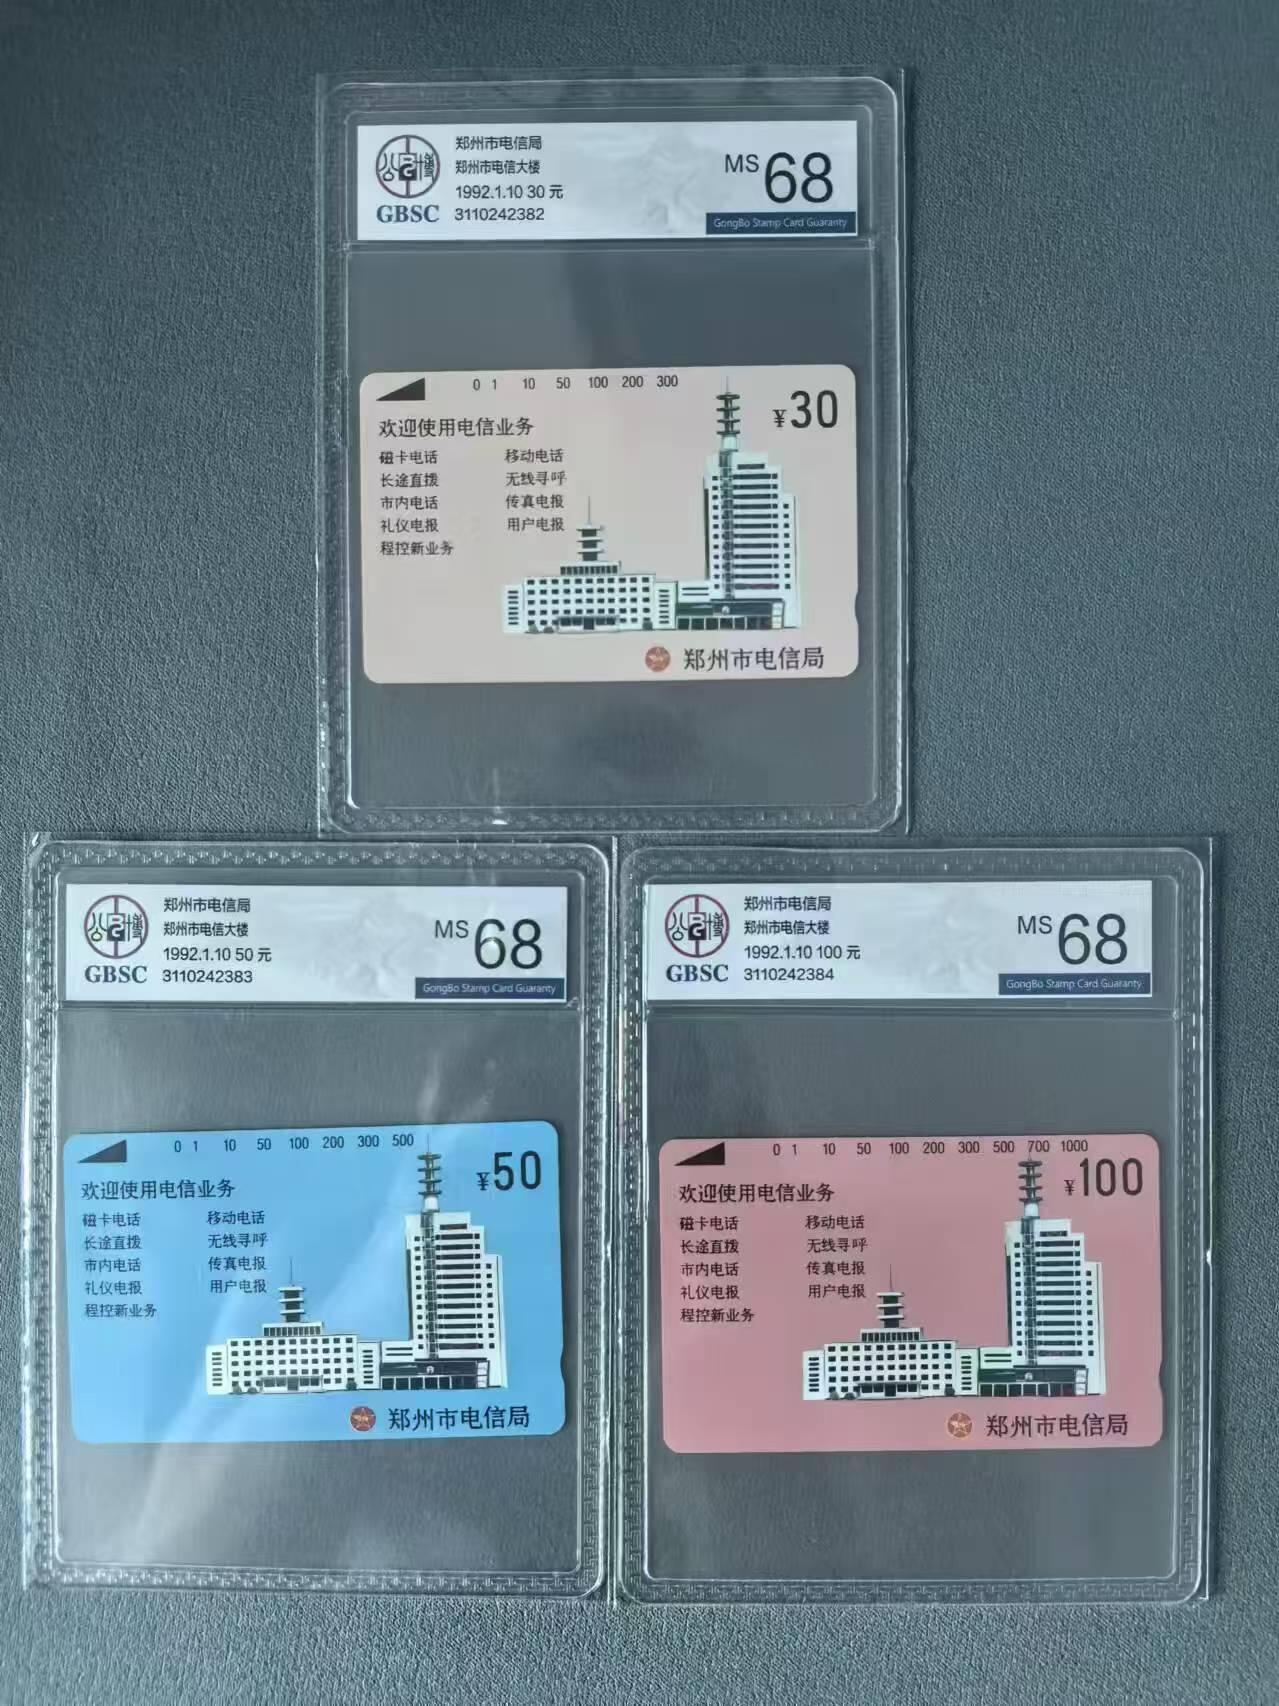 郑州市电信局
郑州市电信大楼
1992.1.10 30 元
3110242382
GBSC
MS 68
GongBo Stamp Card Guaranty
0 1 10 50 100 200 300
¥30
欢迎使用电信业务
磁卡电话 移动电话
长途直拨 无线寻呼
市内电话 传真电报
礼仪电报 用户电报
程控新业务
郑州市电信局
郑州市电信局
郑州市电信大楼
1992.1.10 50 元
3110242383
GBSC
MS 68
GongBo Stamp Card Guaranty
0 1 10 50 100 200 300 500
¥50
欢迎使用电信业务
磁卡电话 移动电话
长途直拨 无线寻呼
市内电话 传真电报
礼仪电报 用户电报
程控新业务
郑州市电信局
郑州市电信局
郑州市电信大楼
1992.1.10 100 元
3110242384
GBSC
MS 68
GongBo Stamp Card Guaranty
0 1 10 50 100 200 300 500 700 1000
¥100
欢迎使用电信业务
磁卡电话 移动电话
长途直拨 无线寻呼
市内电话 传真电报
礼仪电报 用户电报
程控新业务
郑州市电信局